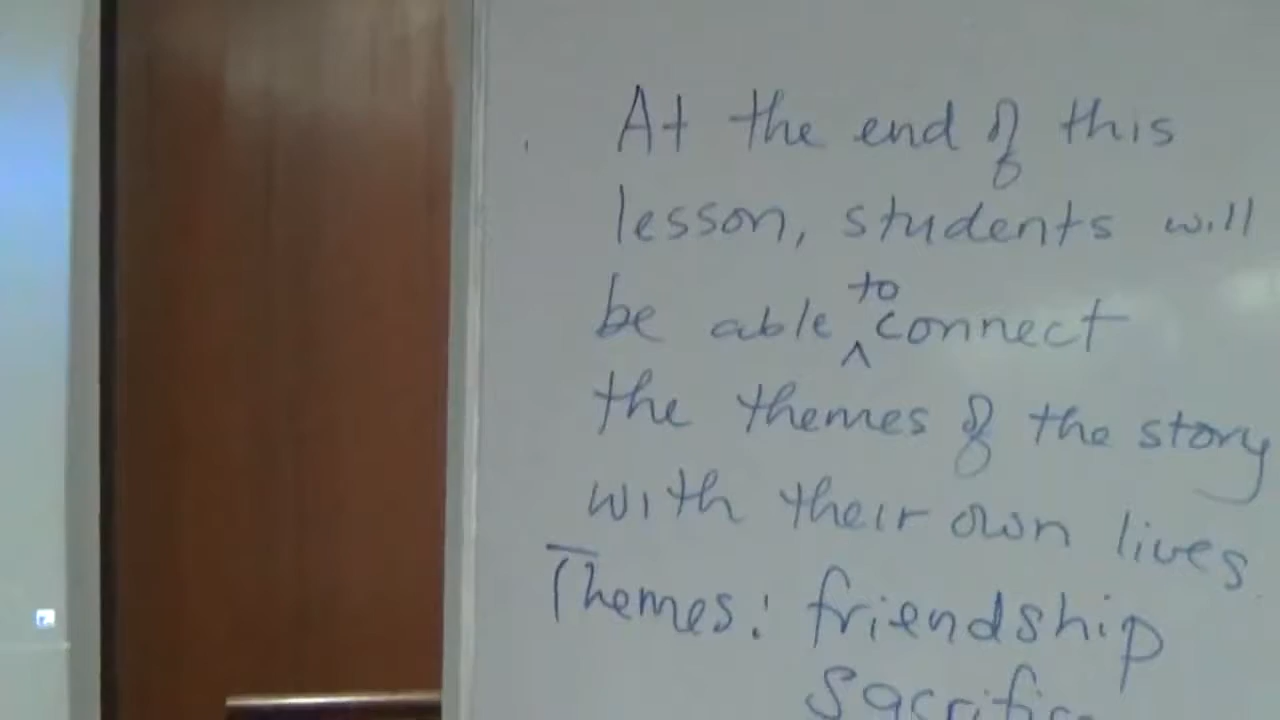 At the end of this
lesson, students will
be able to connect
the themes of the story
with their own lives.
Themes: friendship